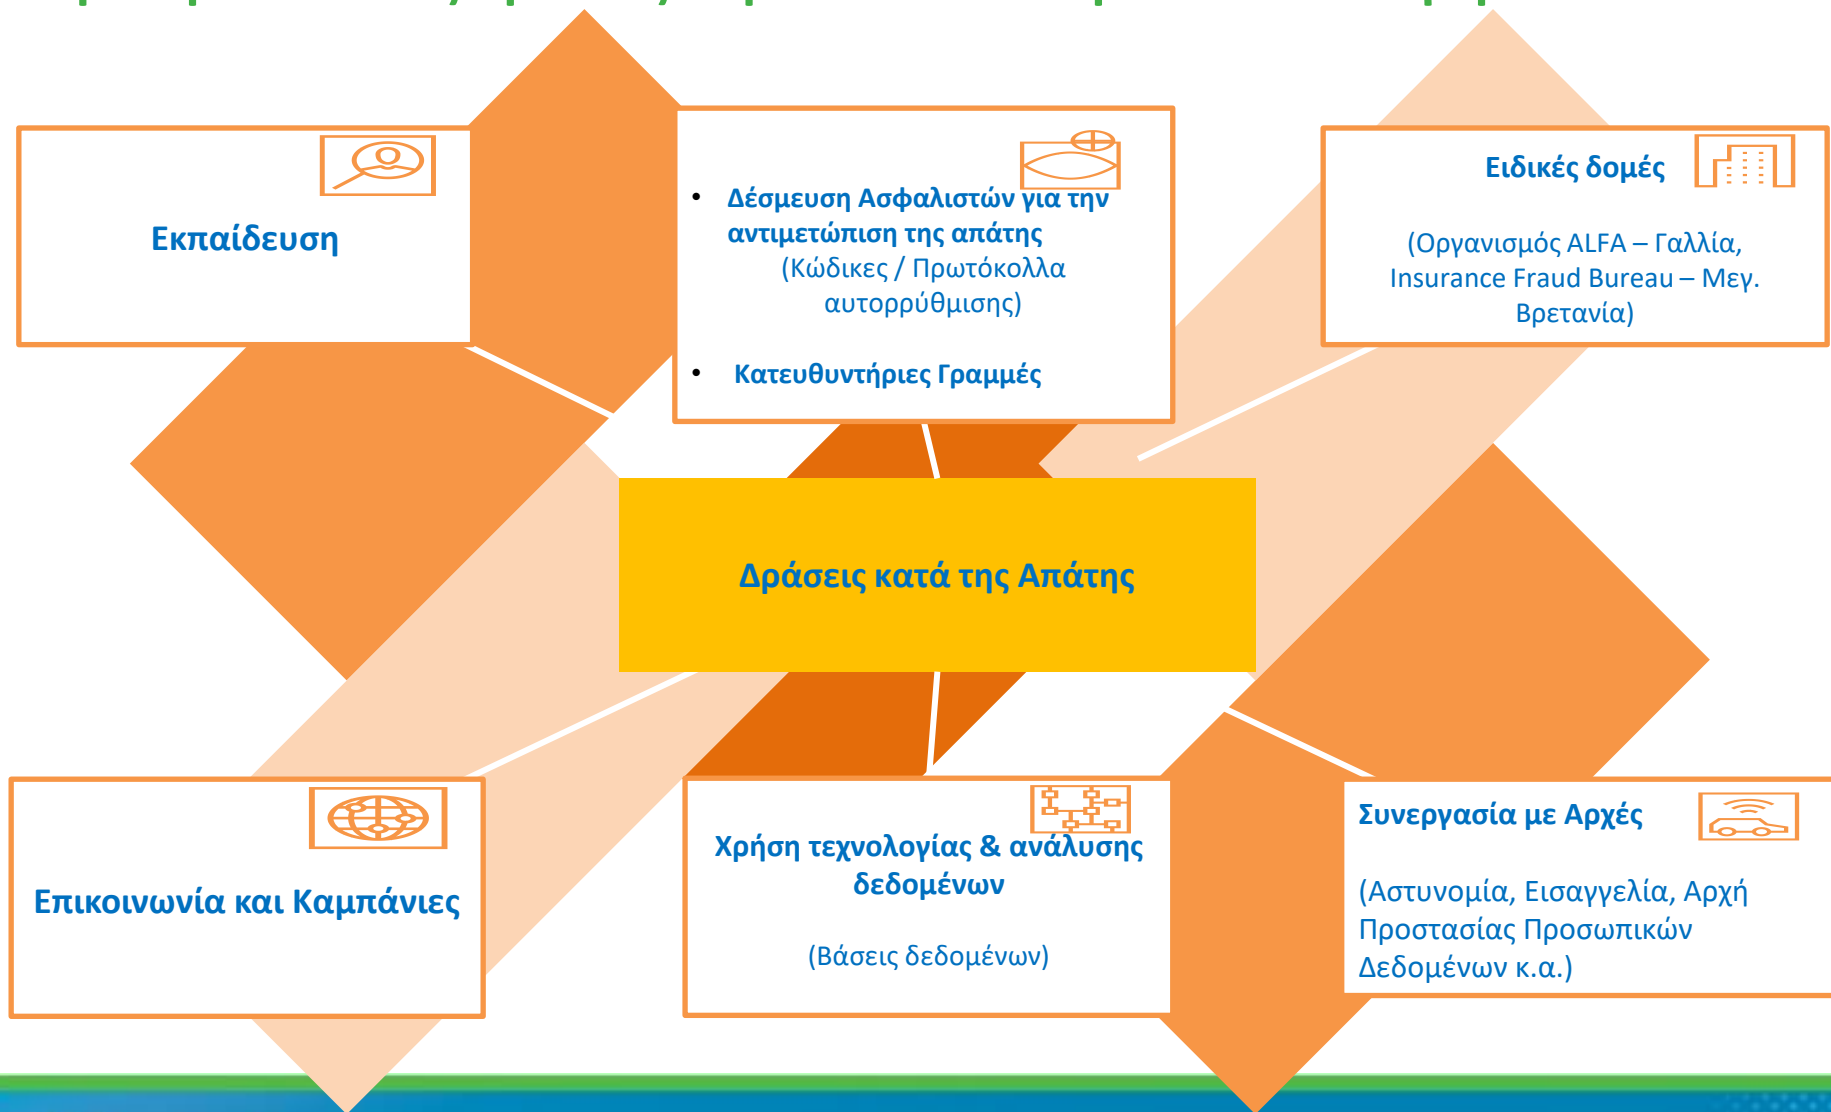 Εκπαίδευση
• Δέσμευση Ασφαλιστών για την
αντιμετώπιση της απάτης
(Κώδικες / Πρωτόκολλα
αυτορρύθμισης)
• Κατευθυντήριες Γραμμές
Ειδικές δομές
(Οργανισμός ALFA – Γαλλία,
Insurance Fraud Bureau – Μεγ.
Βρετανία)
Δράσεις κατά της Απάτης
Επικοινωνία και Καμπάνιες
Χρήση τεχνολογίας & ανάλυσης
δεδομένων
(Βάσεις δεδομένων)
Συνεργασία με Αρχές
(Αστυνομία, Εισαγγελία, Αρχή
Προστασίας Προσωπικών
Δεδομένων κ.α.)